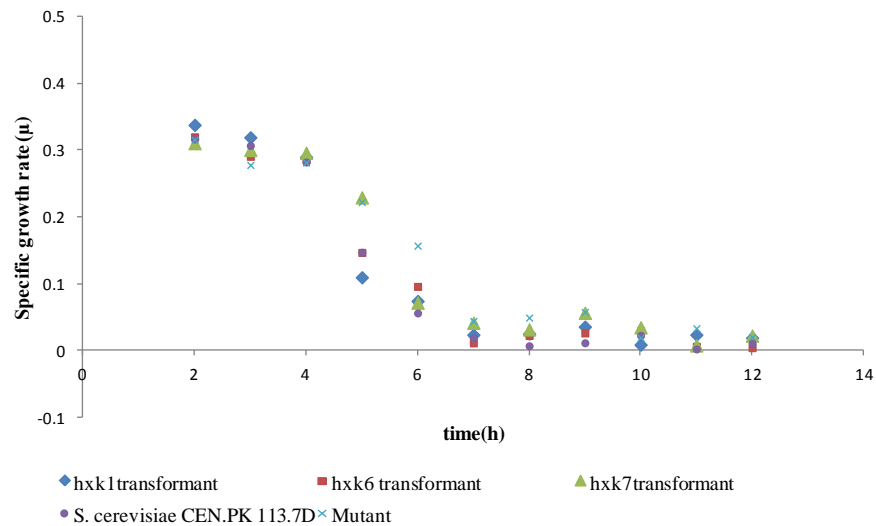 0.5
0.4
0.3
0.2
0.1
0
-0.1
0 2 4 6 8 10 12 14
Specific growth rate (µ)
time(h)
hxk1transformant hxk6 transformant hxk7transformant
S. cerevisiae CEN.PK 113.7D Mutant